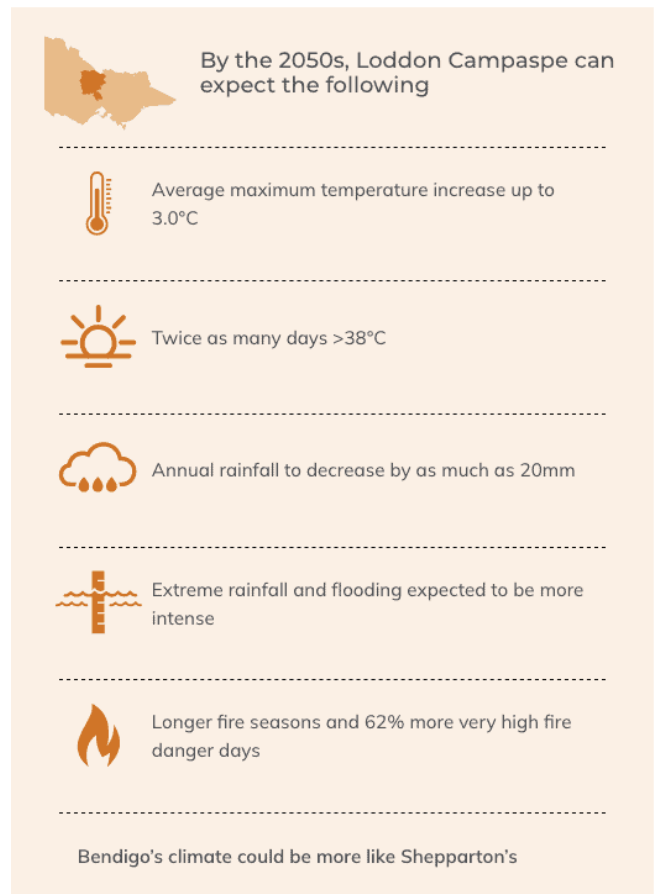 By the 2050s, Loddon Campaspe can
expect the following
Average maximum temperature increase up to
3.0°C
Twice as many days >38°C
Annual rainfall to decrease by as much as 20mm
Extreme rainfall and flooding expected to be more
intense
Longer fire seasons and 62% more very high fire
danger days
Bendigo's climate could be more like Shepparton's